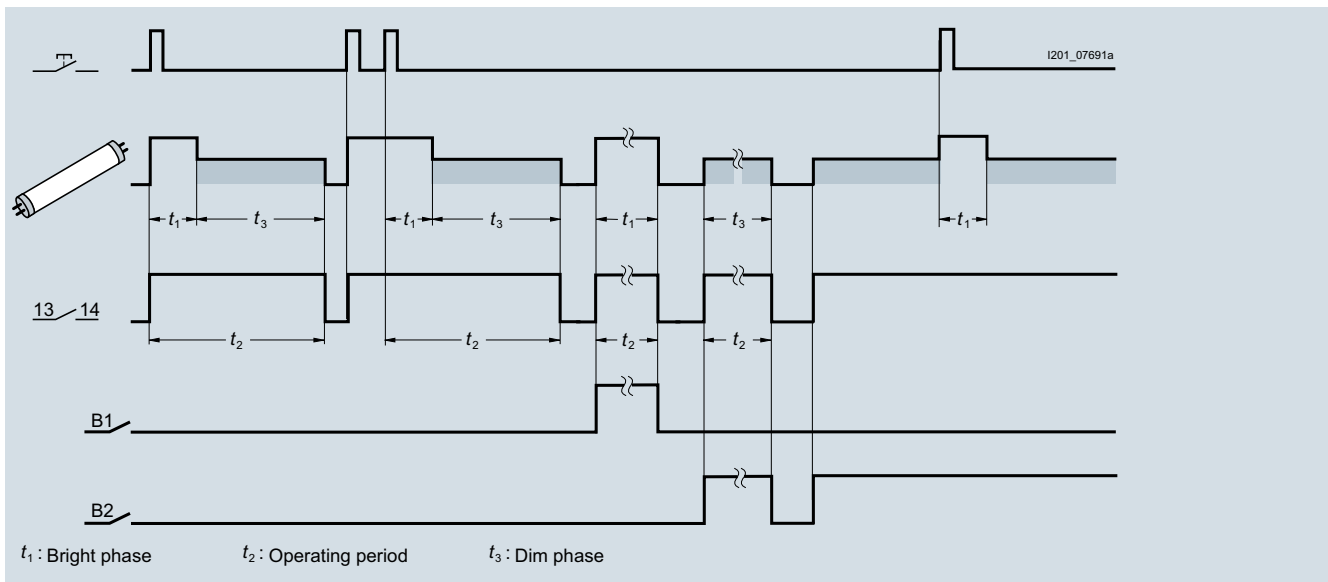 I201_07691a
t1 t3 t1 t3 t1 t3 t1
13 14
t2 t2 t2 t2
B1
B2
t1 : Bright phase t2 : Operating period t3 : Dim phase